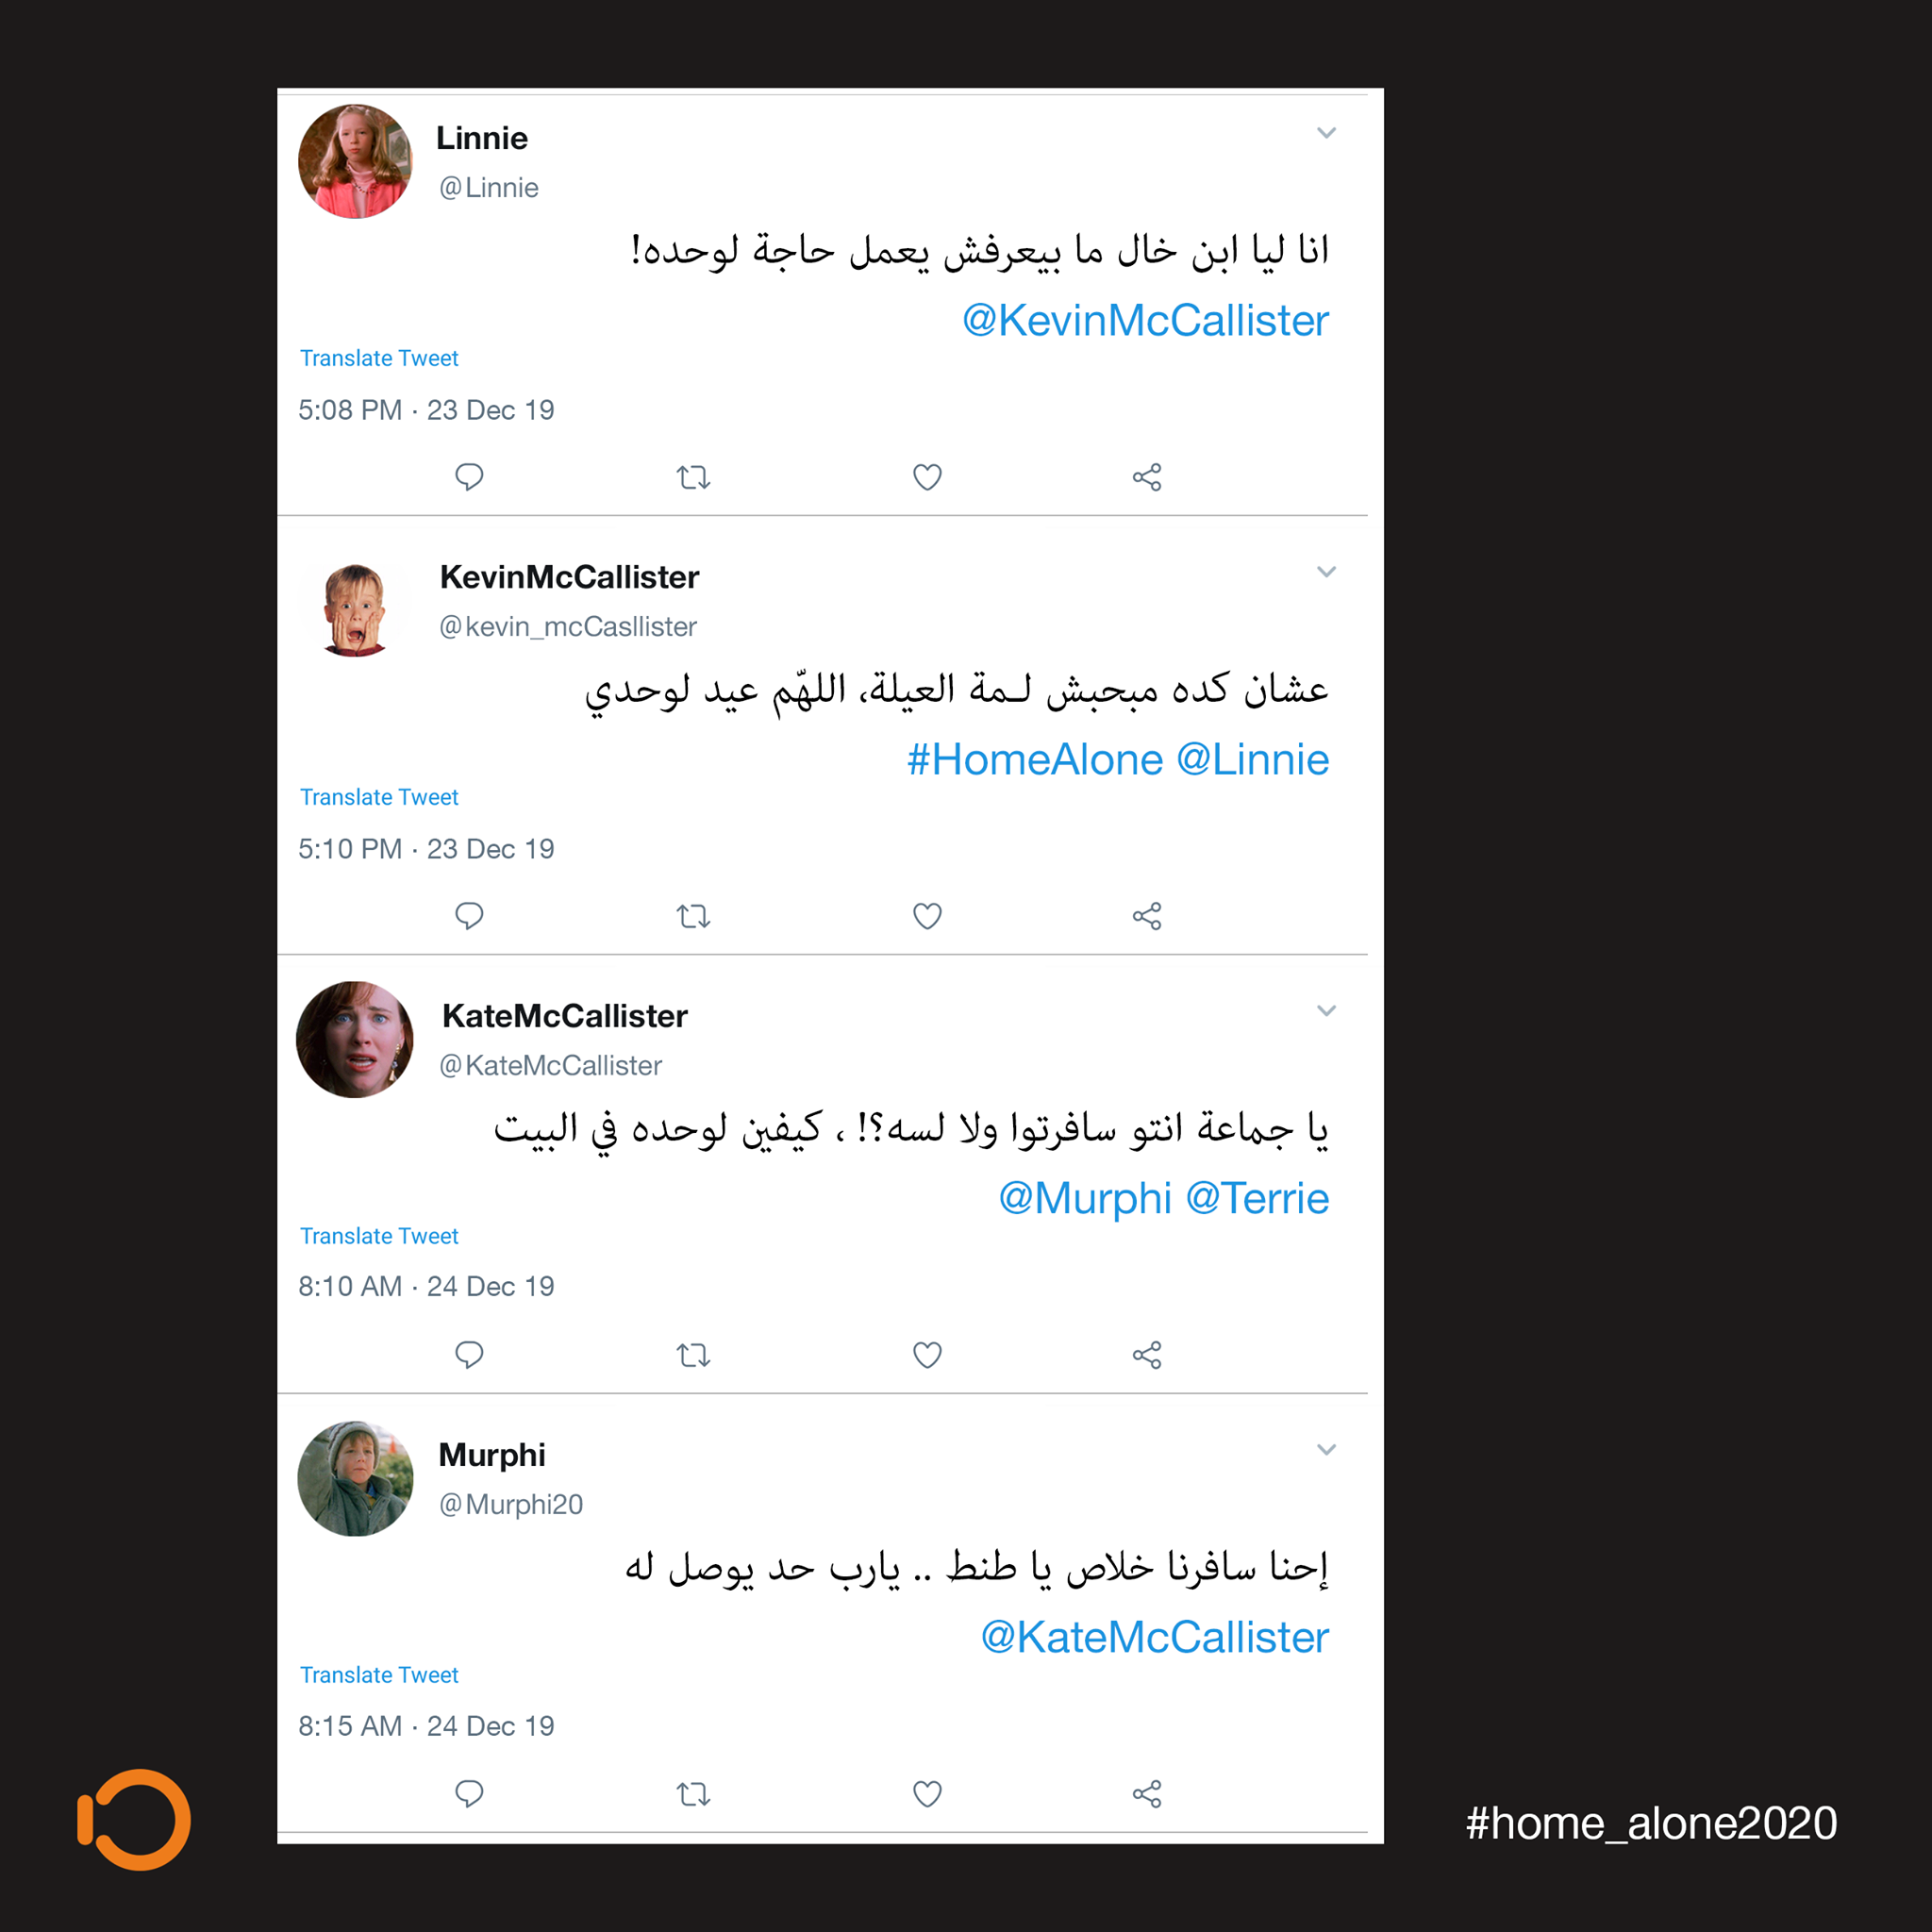 Linnie
@Linnie
انا ليا ابن خال ما بيعرفش يعمل حاجة لوحده!
@KevinMcCallister
Translate Tweet
5:08 PM · 23 Dec 19
KevinMcCallister
@kevin_mcCasllister
عشان كده مبحبش لـمة العيلة، اللهّم عيد لوحدي
#HomeAlone @Linnie
Translate Tweet
5:10 PM · 23 Dec 19
KateMcCallister
@KateMcCallister
يا جماعة انتو سافرتوا ولا لسه؟! ، كيفين لوحده في البيت
@Murphi @Terrie
Translate Tweet
8:10 AM · 24 Dec 19
Murphi
@Murphi20
إحنا سافرنا خلاص يا طنط .. يارب حد يوصل له
@KateMcCallister
Translate Tweet
8:15 AM · 24 Dec 19
#home_alone2020